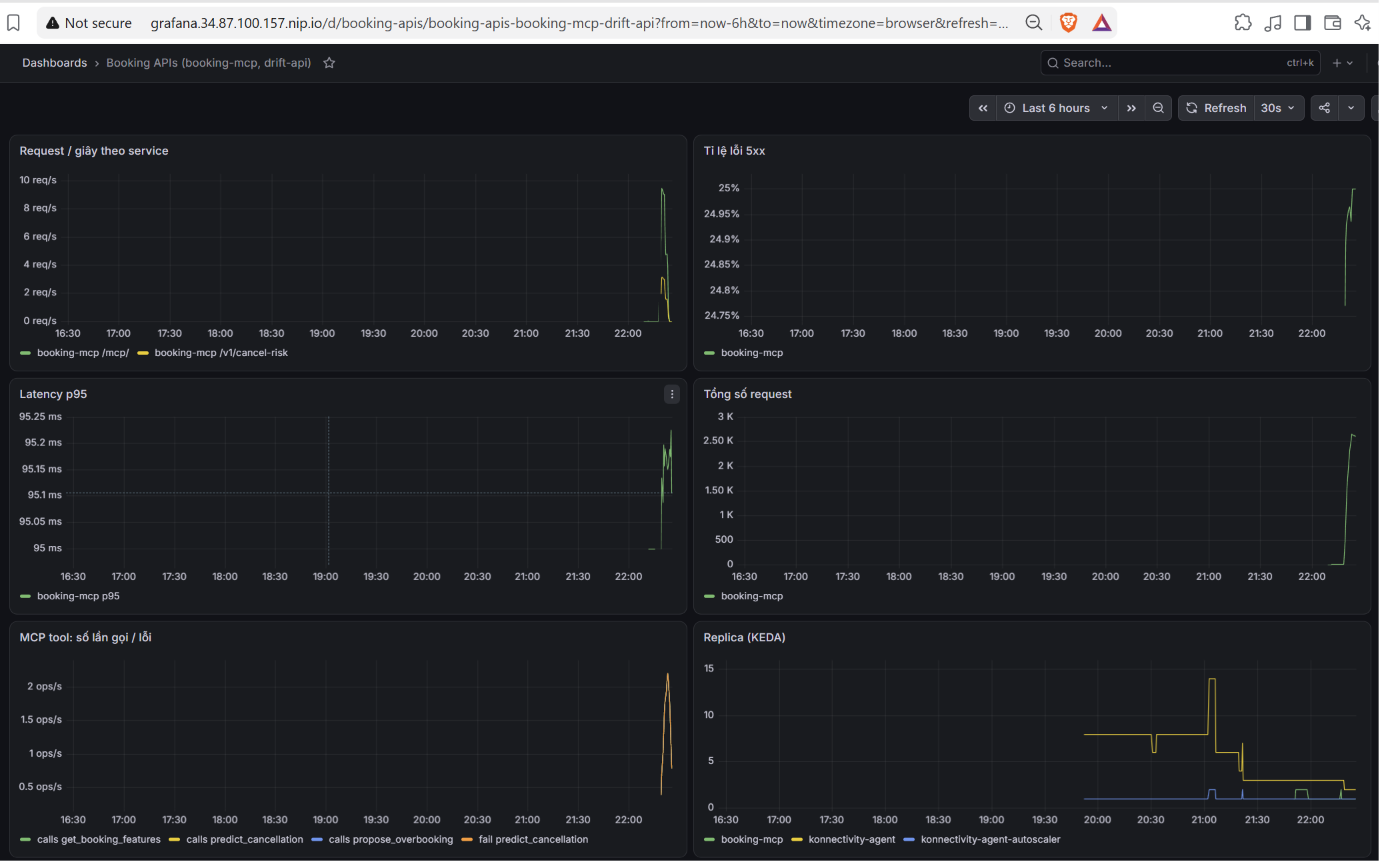 Not secure grafana.34.87.100.157.nip.io/d/booking-apis/booking-apis-booking-mcp-drift-api?from=now-6h&to=now&timezone=browser&refresh=...
Dashboards › Booking APIs (booking-mcp, drift-api)
Search... ctrl+k
Last 6 hours Refresh 30s
Request / giây theo service
10 req/s
8 req/s
6 req/s
4 req/s
2 req/s
0 req/s
16:30 17:00 17:30 18:00 18:30 19:00 19:30 20:00 20:30 21:00 21:30 22:00
booking-mcp /mcp/ booking-mcp /v1/cancel-risk
Tỉ lệ lỗi 5xx
25%
24.95%
24.9%
24.85%
24.8%
24.75%
16:30 17:00 17:30 18:00 18:30 19:00 19:30 20:00 20:30 21:00 21:30 22:00
booking-mcp
Latency p95
95.25 ms
95.2 ms
95.15 ms
95.1 ms
95.05 ms
95 ms
16:30 17:00 17:30 18:00 18:30 19:00 19:30 20:00 20:30 21:00 21:30 22:00
booking-mcp p95
Tổng số request
3 K
2.50 K
2 K
1.50 K
1 K
500
0
16:30 17:00 17:30 18:00 18:30 19:00 19:30 20:00 20:30 21:00 21:30 22:00
booking-mcp
MCP tool: số lần gọi / lỗi
2 ops/s
1.5 ops/s
1 ops/s
0.5 ops/s
16:30 17:00 17:30 18:00 18:30 19:00 19:30 20:00 20:30 21:00 21:30 22:00
calls get_booking_features calls predict_cancellation calls propose_overbooking fail predict_cancellation
Replica (KEDA)
15
10
5
0
16:30 17:00 17:30 18:00 18:30 19:00 19:30 20:00 20:30 21:00 21:30 22:00
booking-mcp konnectivity-agent konnectivity-agent-autoscaler